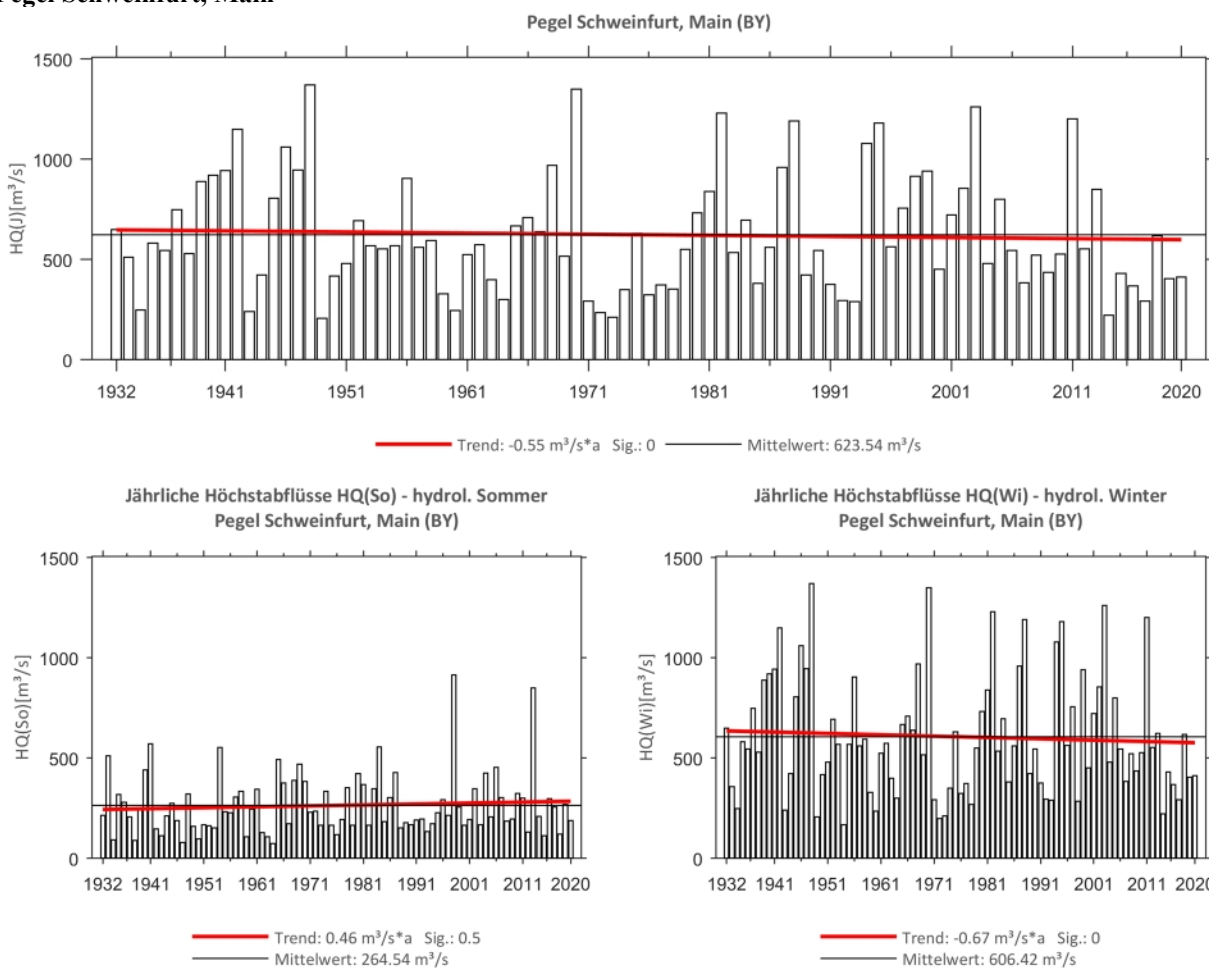 Pegel Schweinfurt, Main
Pegel Schweinfurt, Main (BY)
1500
1000
500
0
HQ(J)[m³/s]
1932 1941 1951 1961 1971 1981 1991 2001 2011 2020
Trend: -0.55 m³/s*a Sig.: 0 Mittelwert: 623.54 m³/s
Jährliche Höchstabflüsse HQ(So) - hydrol. Sommer
Pegel Schweinfurt, Main (BY)
1500
1000
500
0
HQ(So)[m³/s]
1932 1941 1951 1961 1971 1981 1991 2001 2011 2020
Trend: 0.46 m³/s*a Sig.: 0.5
Mittelwert: 264.54 m³/s
Jährliche Höchstabflüsse HQ(Wi) - hydrol. Winter
Pegel Schweinfurt, Main (BY)
1500
1000
500
0
HQ(Wi)[m³/s]
1932 1941 1951 1961 1971 1981 1991 2001 2011 2020
Trend: -0.67 m³/s*a Sig.: 0
Mittelwert: 606.42 m³/s